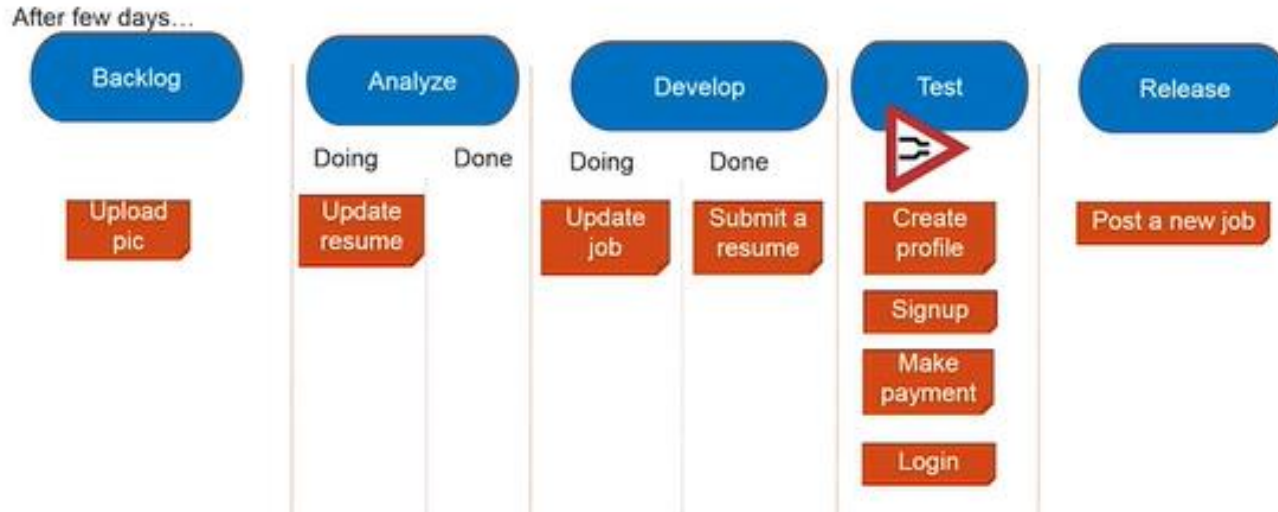 After few days…
Backlog
Analyze
Develop
Test
Release
Doing
Done
Doing
Done
Upload
pic
Update
resume
Update
job
Submit a
resume
Create
profile
Signup
Make
payment
Login
Post a new job